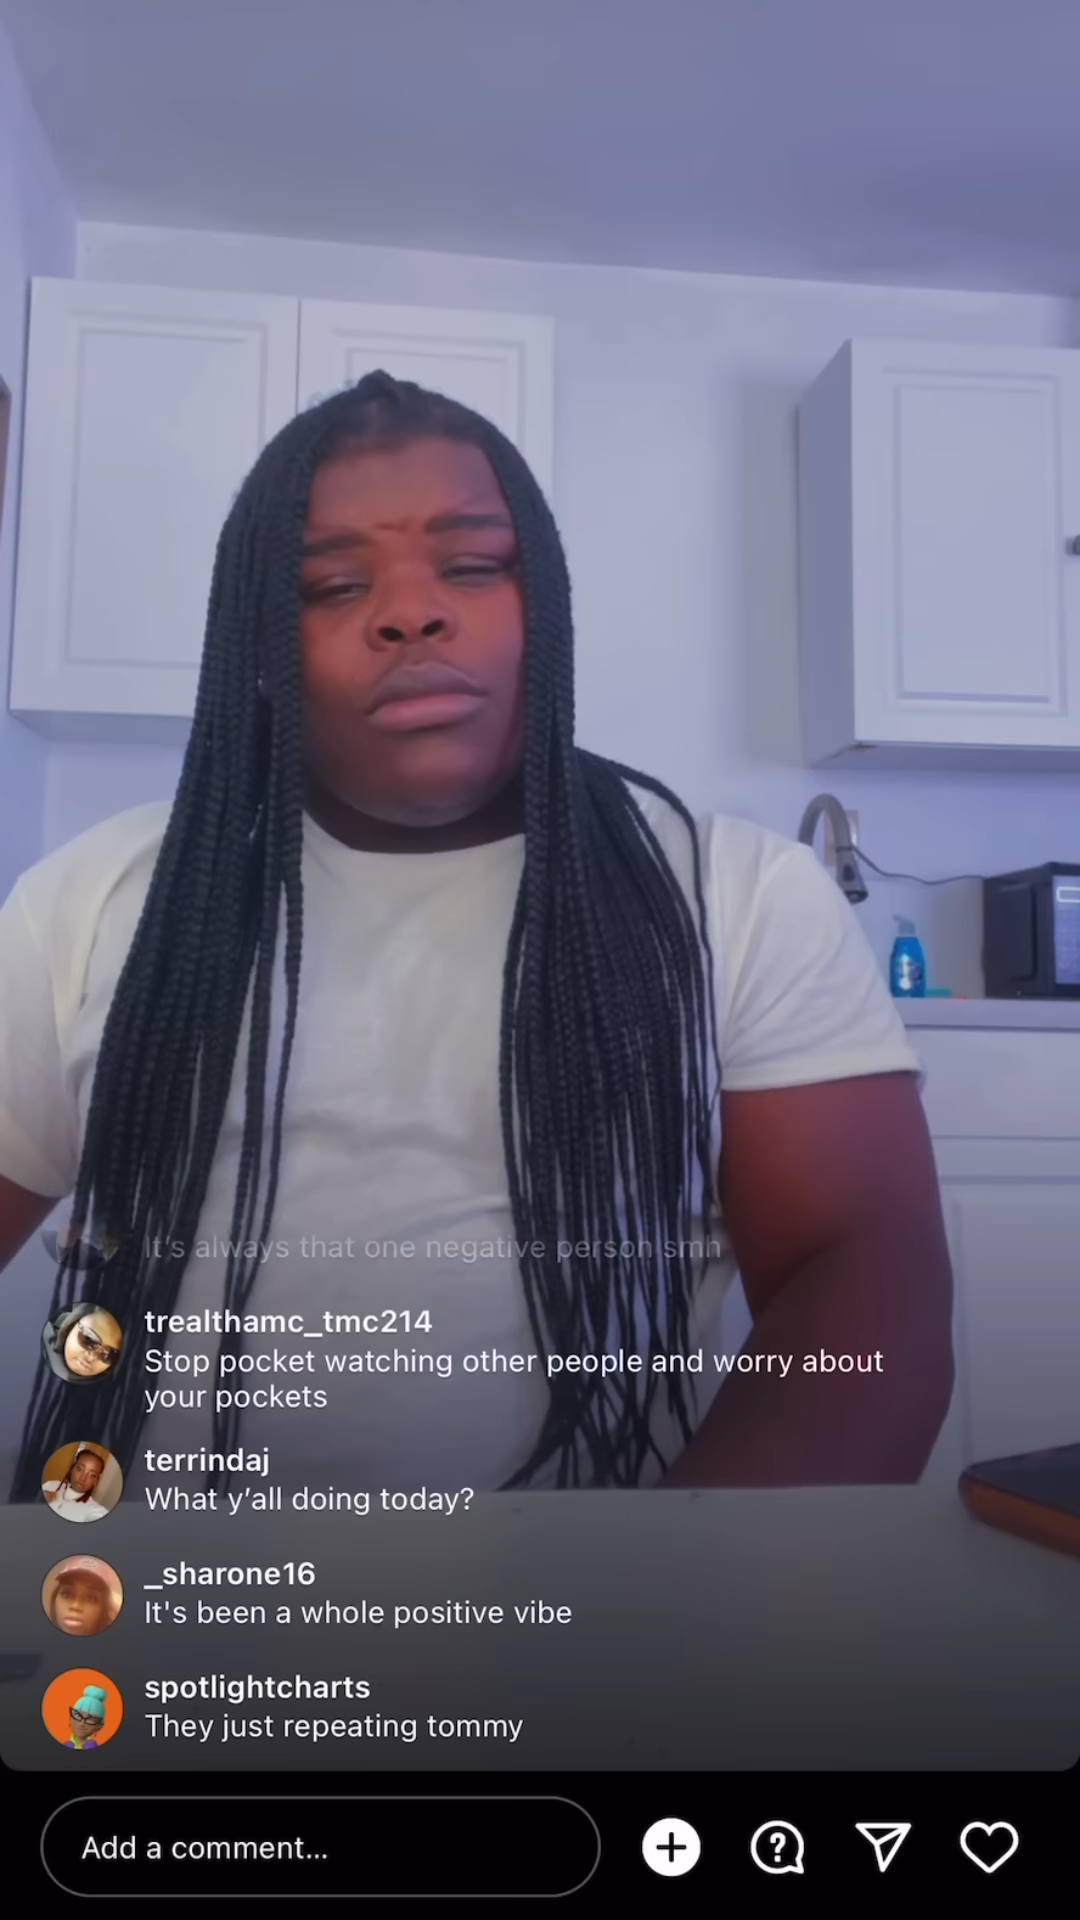 It’s always that one negative person smh
trealthamc_tmc214
Stop pocket watching other people and worry about
your pockets
terrindaj
What y’all doing today?
_sharone16
It's been a whole positive vibe
spotlightcharts
They just repeating tommy
Add a comment...